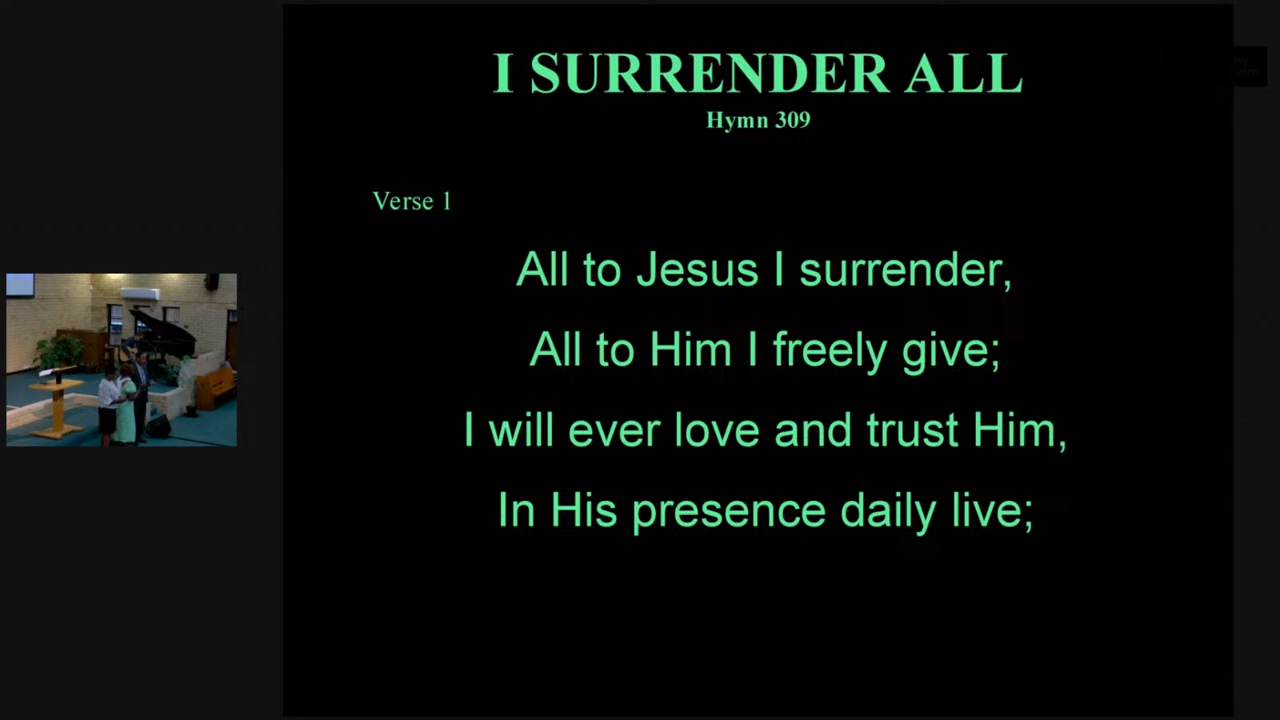 I SURRENDER ALL
Hymn 309
Verse 1
All to Jesus I surrender,
All to Him I freely give;
I will ever love and trust Him,
In His presence daily live;